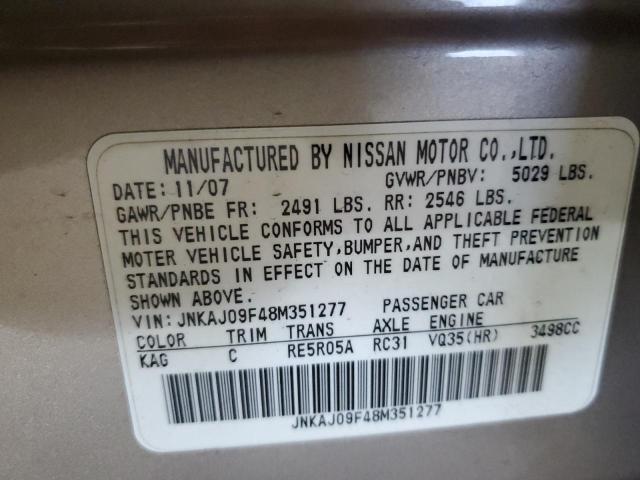 MANUFACTURED BY NISSAN MOTOR CO.,LTD.
DATE: 11/07 GVWR/PNBV: 5029 LBS.
GAWR/PNBE FR: 2491 LBS. RR: 2546 LBS.
THIS VEHICLE CONFORMS TO ALL APPLICABLE FEDERAL
MOTER VEHICLE SAFETY,BUMPER,AND THEFT PREVENTION
STANDARDS IN EFFECT ON THE DATE OF MANUFACTURE
SHOWN ABOVE.
VIN: JNKAJ09F48M351277 PASSENGER CAR
COLOR TRIM TRANS AXLE ENGINE
KAG C RE5R05A RC31 VQ35(HR) 3498CC
JNKAJ09F48M351277